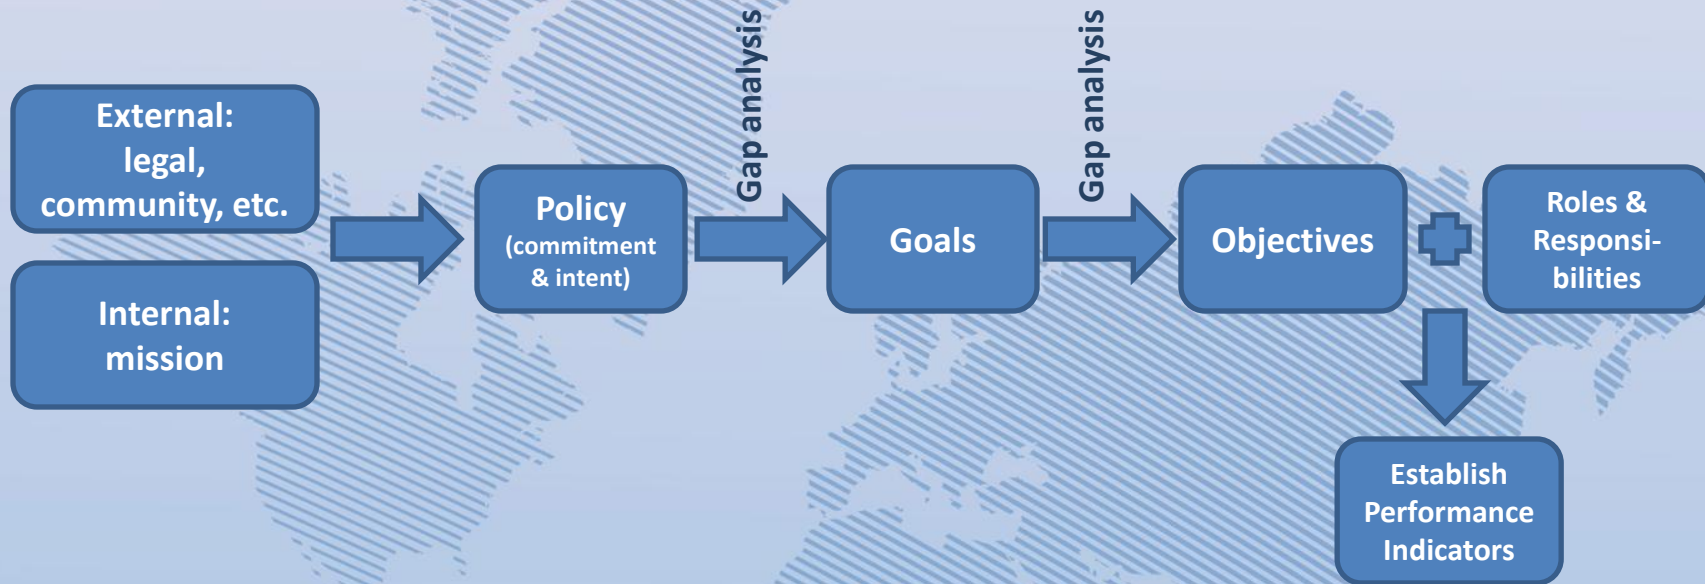 External:
legal,
community, etc.
Internal:
mission
Policy
(commitment
& intent)
Gap analysis
Goals
Gap analysis
Objectives
Roles &
Responsi-
bilities
Establish
Performance
Indicators